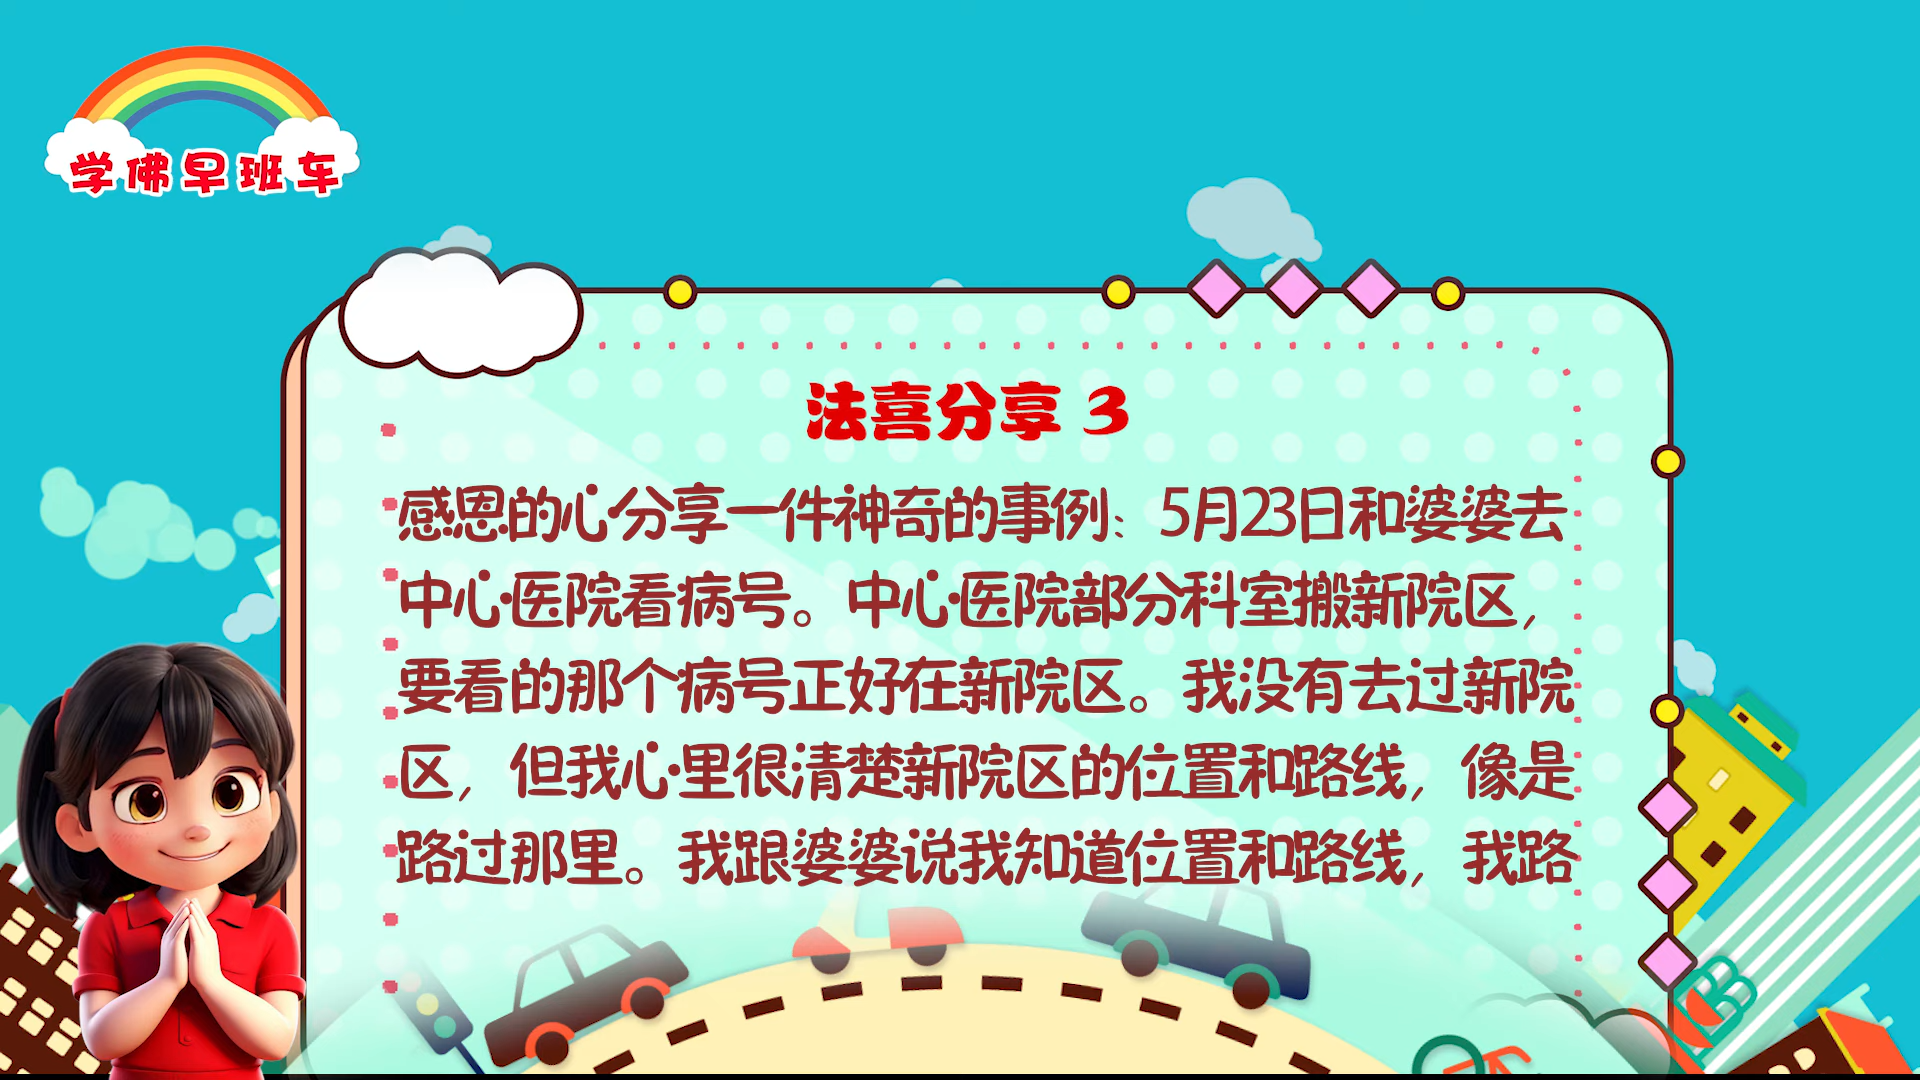 学佛早班车
法喜分享 3
感恩的心分享一件神奇的事例：5月23日和婆婆去
中心医院看病号。中心医院部分科室搬新院区，
要看的那个病号正好在新院区。我没有去过新院
区，但我心里很清楚新院区的位置和路线，像是
路过那里。我跟婆婆说我知道位置和路线，我路